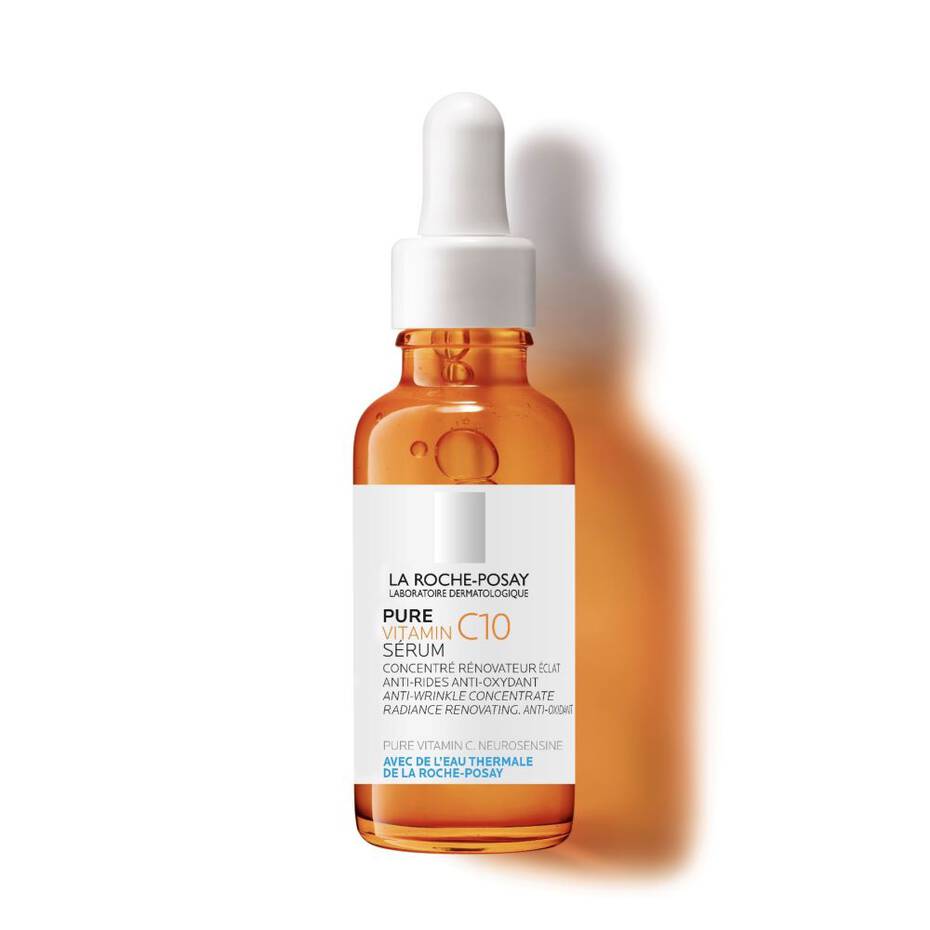 LA ROCHE-POSAY
LABORATOIRE DERMATOLOGIQUE
PURE
VITAMIN C10
SÉRUM
CONCENTRÉ RÉNOVATEUR ÉCLAT
ANTI-RIDES ANTI-OXYDANT
ANTI-WRINKLE CONCENTRATE
RADIANCE RENOVATING. ANTI-OXIDANT
PURE VITAMIN C. NEUROSENSINE
AVEC DE L'EAU THERMALE
DE LA ROCHE-POSAY